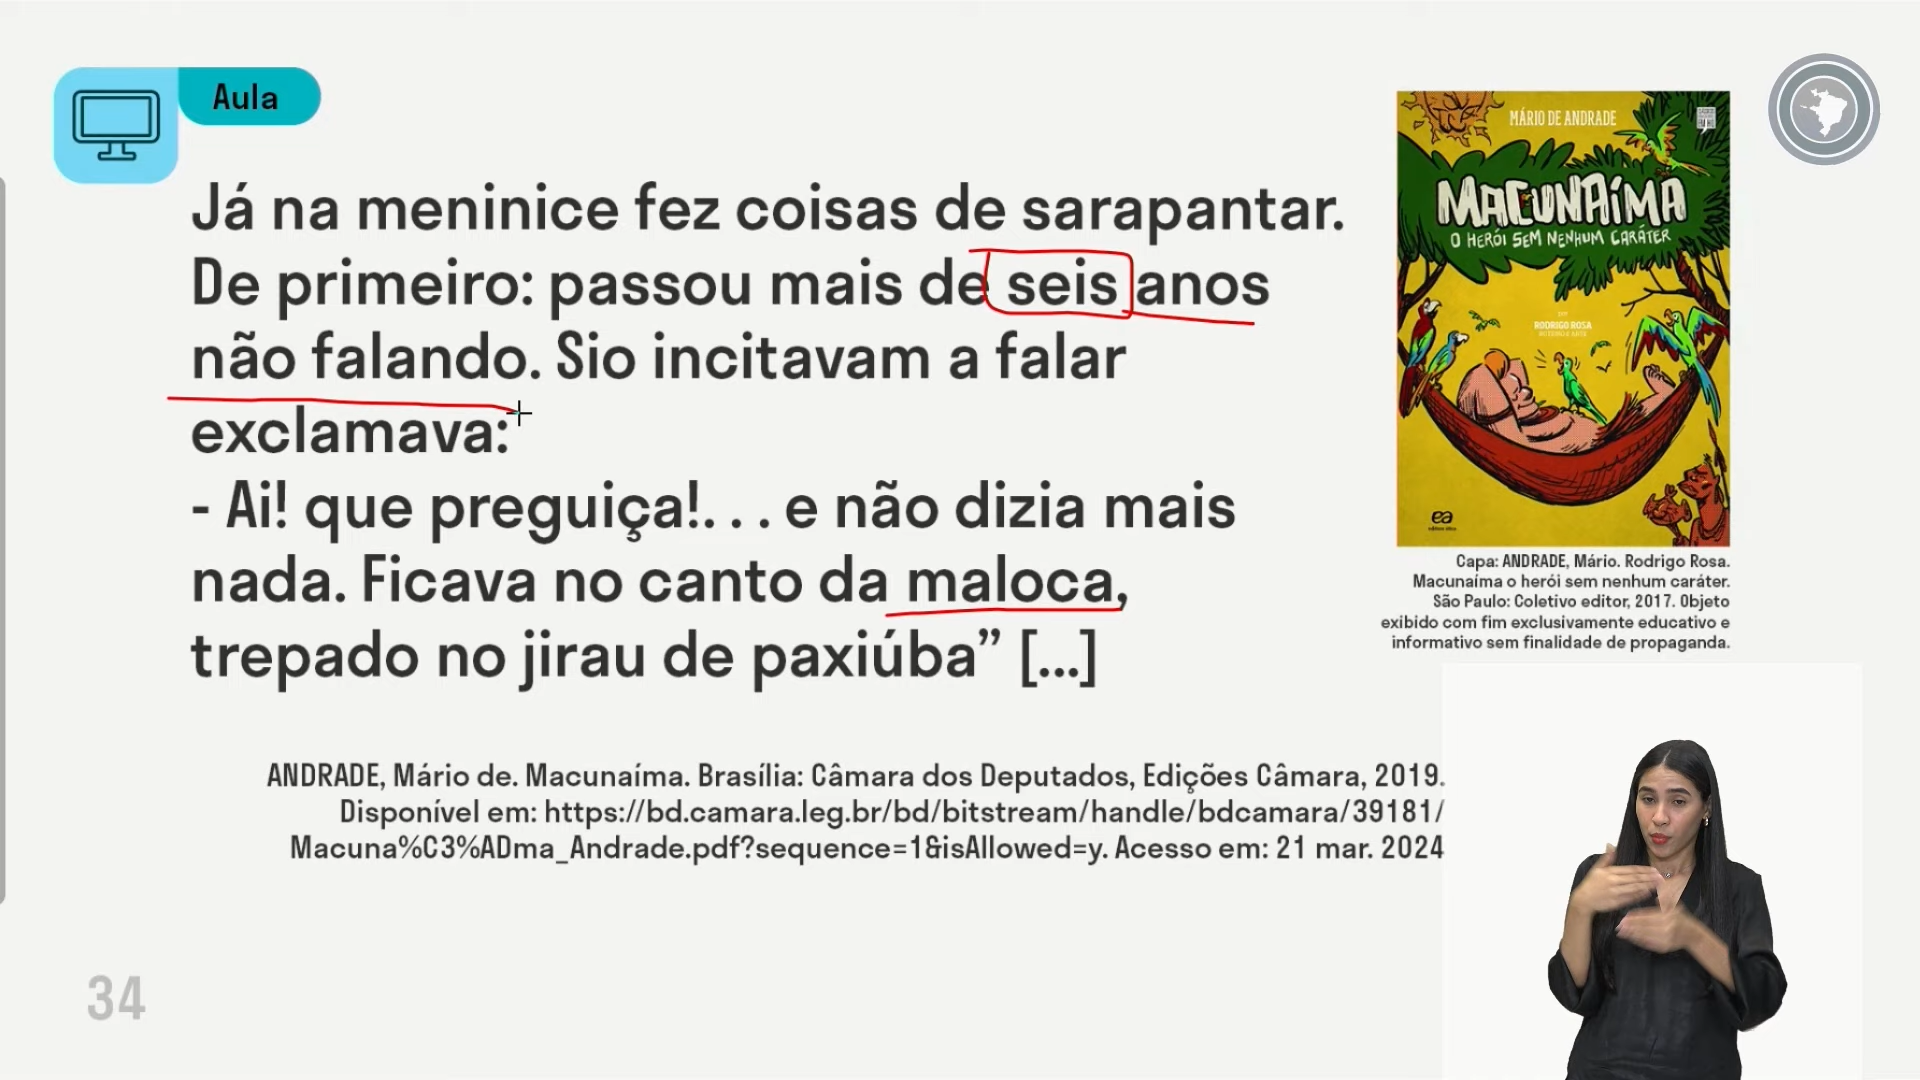 Aula
Já na meninice fez coisas de sarapantar.
De primeiro: passou mais de seis anos
não falando. Sio incitavam a falar
exclamava:
- Ai! que preguiça!. . . e não dizia mais
nada. Ficava no canto da maloca,
trepado no jirau de paxiúba” [...]
MÁRIO DE ANDRADE
MACUNAÍMA
O HERÓI SEM NENHUM CARÁTER
RODRIGO ROSA
ea
Capa: ANDRADE, Mário. Rodrigo Rosa.
Macunaíma o herói sem nenhum caráter.
São Paulo: Coletivo editor, 2017. Objeto
exibido com fim exclusivamente educativo e
informativo sem finalidade de propaganda.
ANDRADE, Mário de. Macunaíma. Brasília: Câmara dos Deputados, Edições Câmara, 2019.
Disponível em: https://bd.camara.leg.br/bd/bitstream/handle/bdcamara/39181/
Macuna%C3%ADma_Andrade.pdf?sequence=1&isAllowed=y. Acesso em: 21 mar. 2024
34